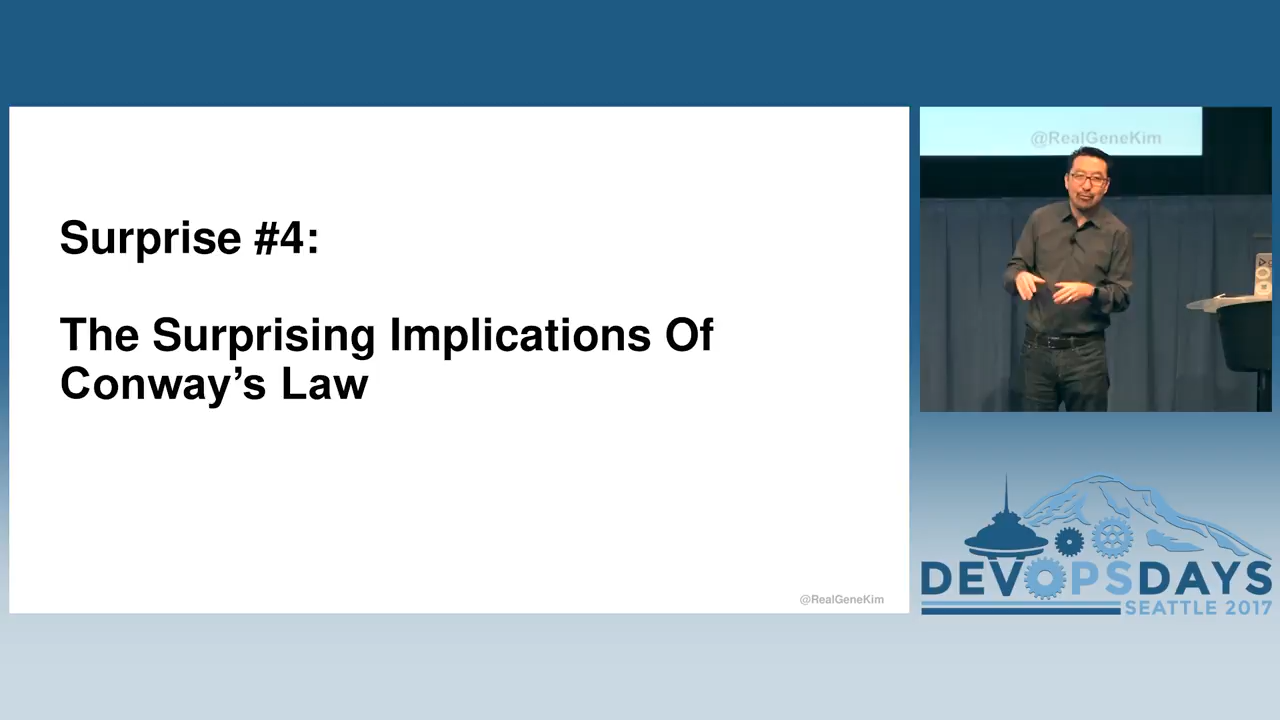 Surprise #4:
The Surprising Implications Of
Conway’s Law
@RealGeneKim
@RealGeneKim
DEVOPSDAYS
SEATTLE 2017